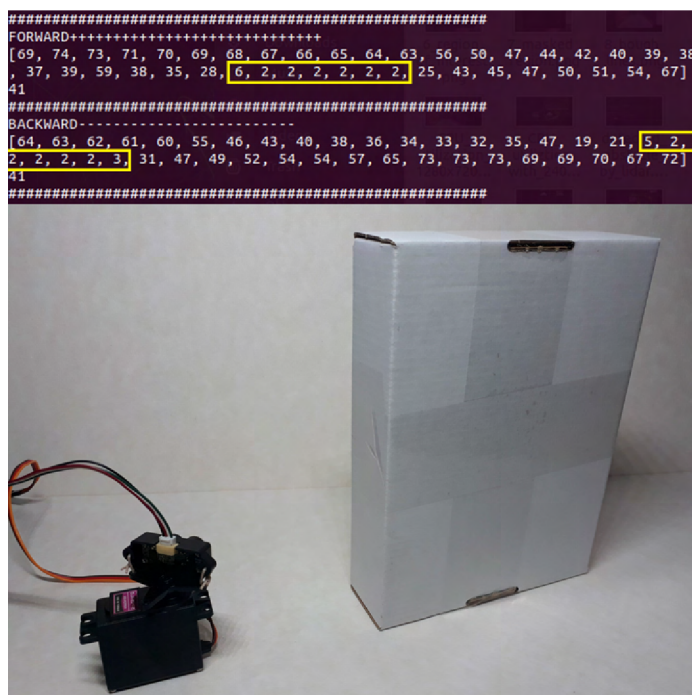 #######################################################
FORWARD+++++++++++++++++++++++++++++
[69, 74, 73, 71, 70, 69, 68, 67, 66, 65, 64, 63, 56, 50, 47, 44, 42, 40, 39, 38
, 37, 39, 59, 38, 35, 28, 6, 2, 2, 2, 2, 2, 2, 2, 25, 43, 45, 47, 50, 51, 54, 67]
41
#######################################################
BACKWARD-------------------------
[64, 63, 62, 61, 60, 55, 46, 43, 40, 38, 36, 34, 33, 32, 35, 47, 19, 21, 5, 2,
2, 2, 2, 2, 3, 31, 47, 49, 52, 54, 54, 57, 65, 73, 73, 73, 69, 69, 70, 67, 72]
41
#######################################################